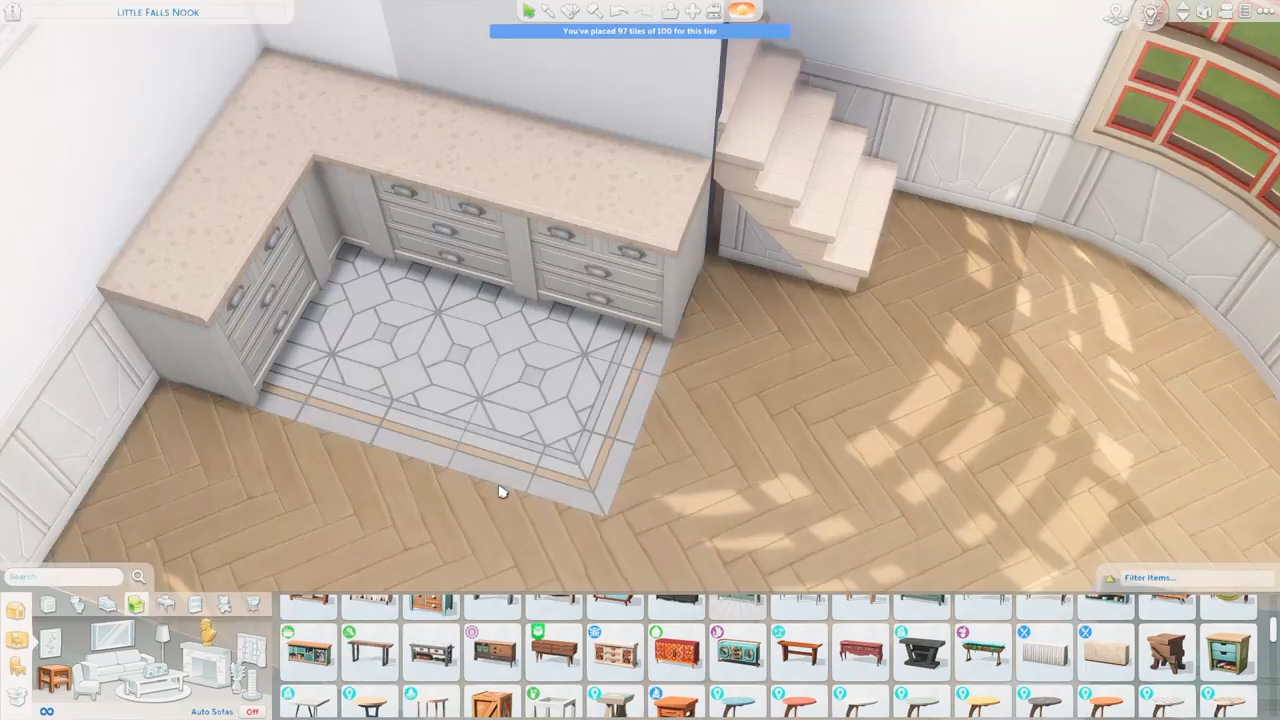 LITTLE FALLS NOOK
You've placed 97 tiles of 100 for this tier
Search
Filter Items...
Auto Sofas Off